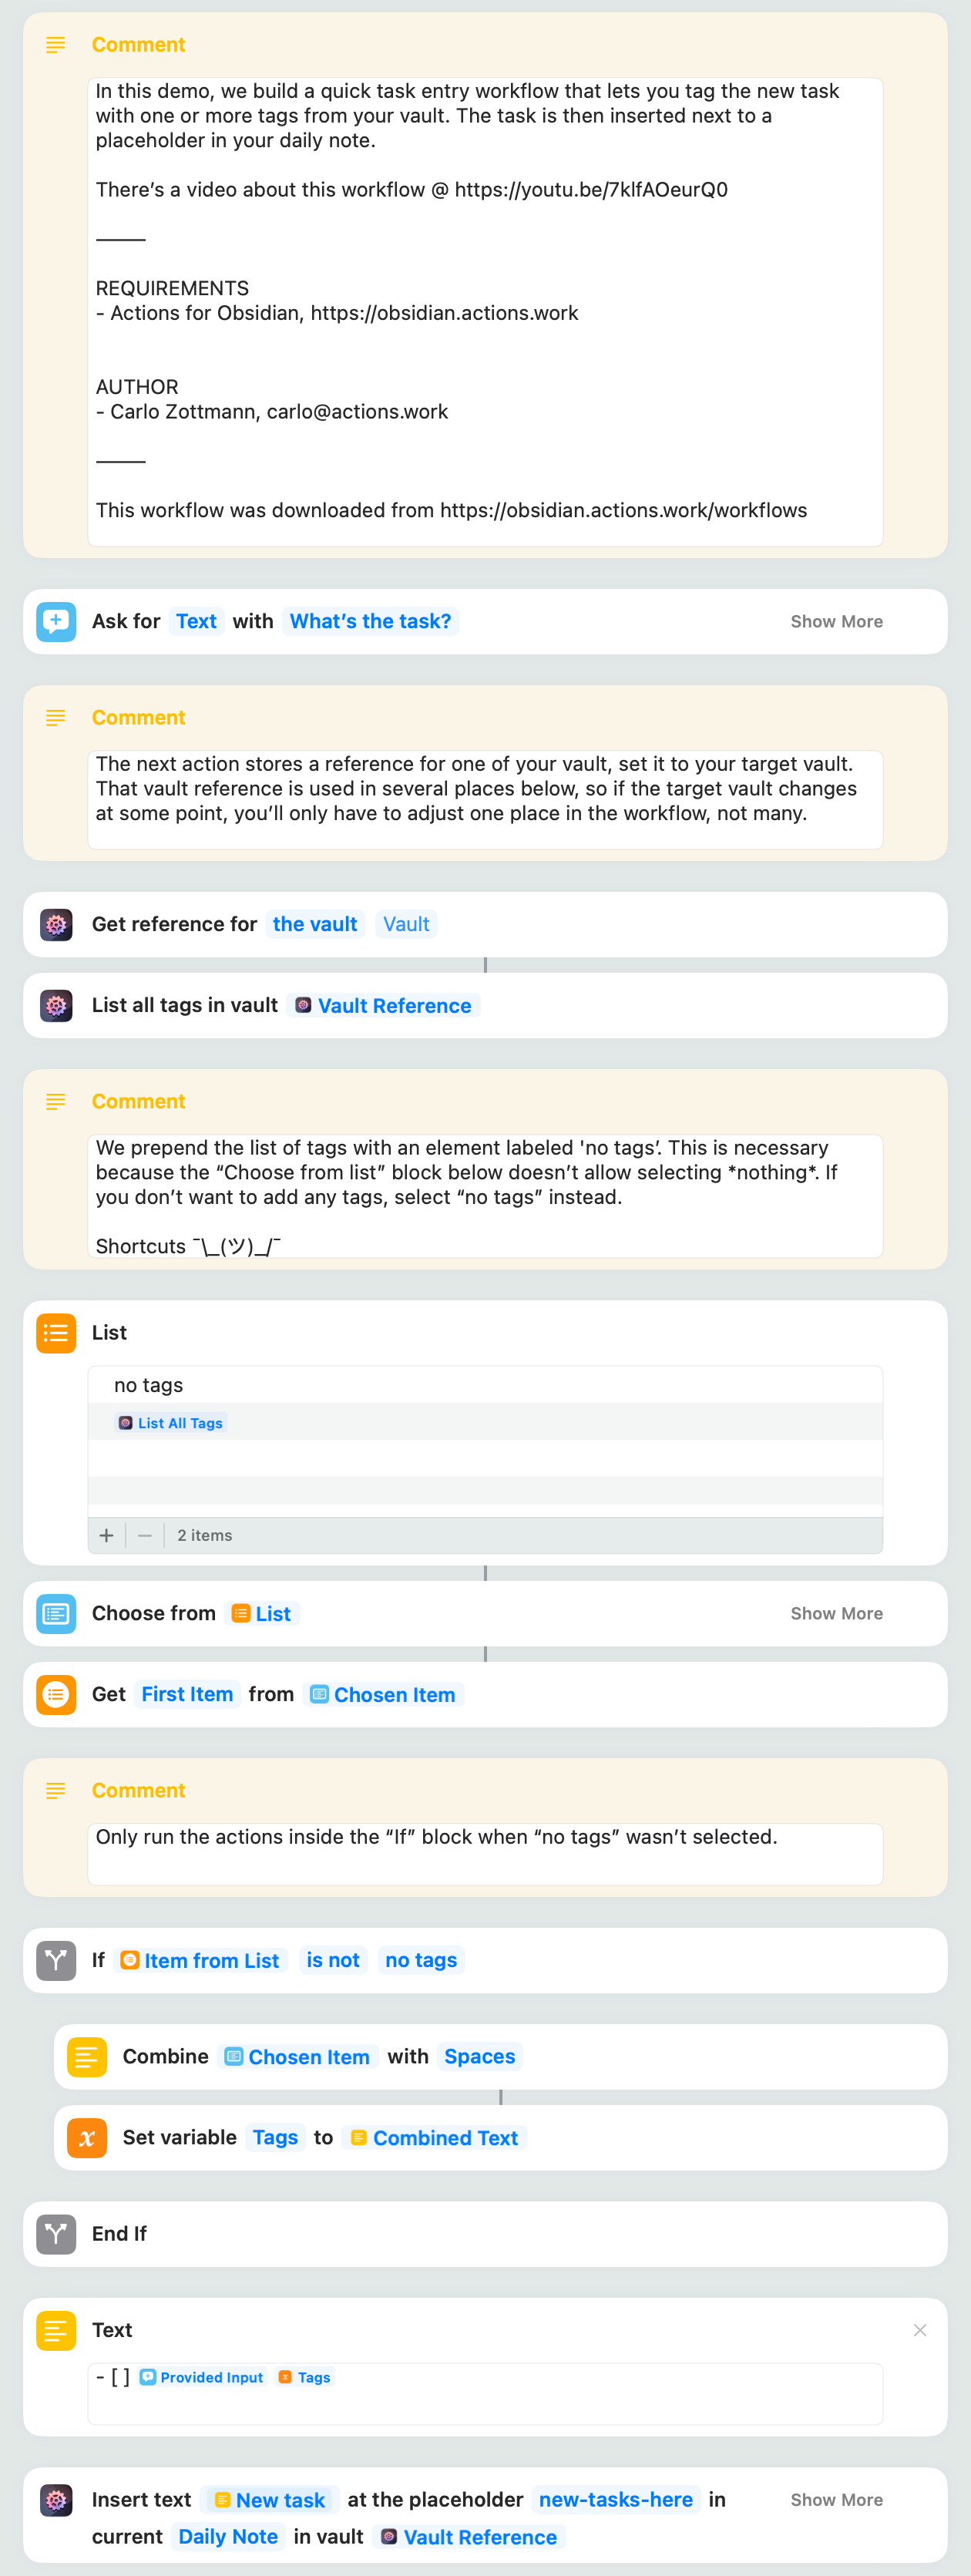 Comment
In this demo, we build a quick task entry workflow that lets you tag the new task
with one or more tags from your vault. The task is then inserted next to a
placeholder in your daily note.
There’s a video about this workflow @ https://youtu.be/7klfAOeurQ0
———
REQUIREMENTS
- Actions for Obsidian, https://obsidian.actions.work
AUTHOR
- Carlo Zottmann, carlo@actions.work
———
This workflow was downloaded from https://obsidian.actions.work/workflows
Ask for Text with What’s the task? Show More
Comment
The next action stores a reference for one of your vault, set it to your target vault.
That vault reference is used in several places below, so if the target vault changes
at some point, you’ll only have to adjust one place in the workflow, not many.
Get reference for the vault Vault
List all tags in vault Vault Reference
Comment
We prepend the list of tags with an element labeled 'no tags’. This is necessary
because the “Choose from list” block below doesn’t allow selecting *nothing*. If
you don’t want to add any tags, select “no tags” instead.
Shortcuts ¯\_(ツ)_/¯
List
no tags
List All Tags
+ − 2 items
Choose from List Show More
Get First Item from Chosen Item
Comment
Only run the actions inside the “If” block when “no tags” wasn’t selected.
If Item from List is not no tags
Combine Chosen Item with Spaces
Set variable Tags to Combined Text
End If
Text
- [ ] Provided Input Tags
Insert text New task at the placeholder new-tasks-here in Show More
current Daily Note in vault Vault Reference